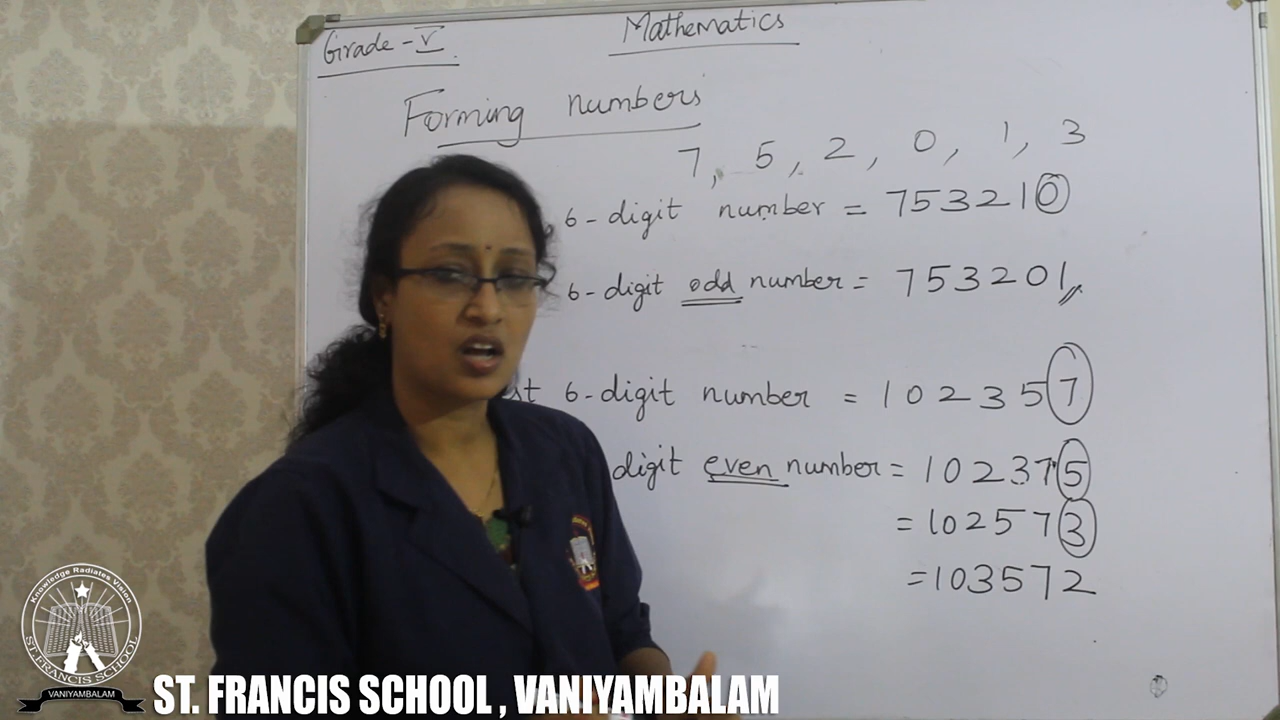 Grade - V
Mathematics
Forming numbers
7, 5, 2, 0, 1, 3
6-digit number = 753210
6-digit odd number = 753201
st 6-digit number = 102357
digit even number = 102375
= 102573
= 103572
Knowledge Radiates Vision
ST. FRANCIS SCHOOL
VANIYAMBALAM
ST. FRANCIS SCHOOL , VANIYAMBALAM